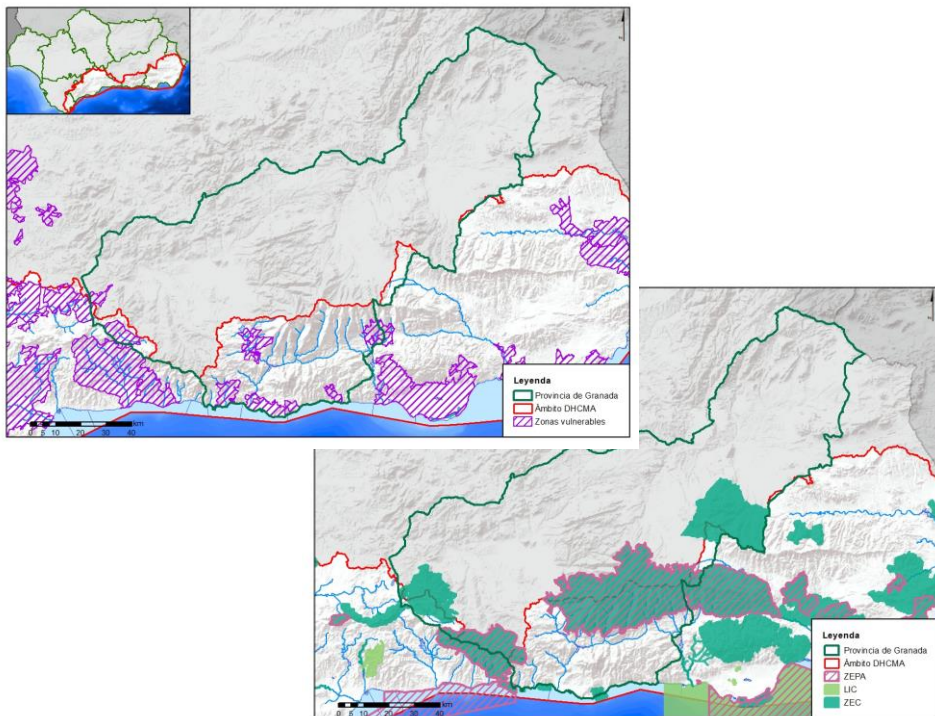 Leyenda
Provincia de Granada
Ámbito DHCMA
Zonas vulnerables
0 5 10 20 30 40
km
Leyenda
Provincia de Granada
Ámbito DHCMA
ZEPA
LIC
ZEC
0 5 10 20 30 40
km